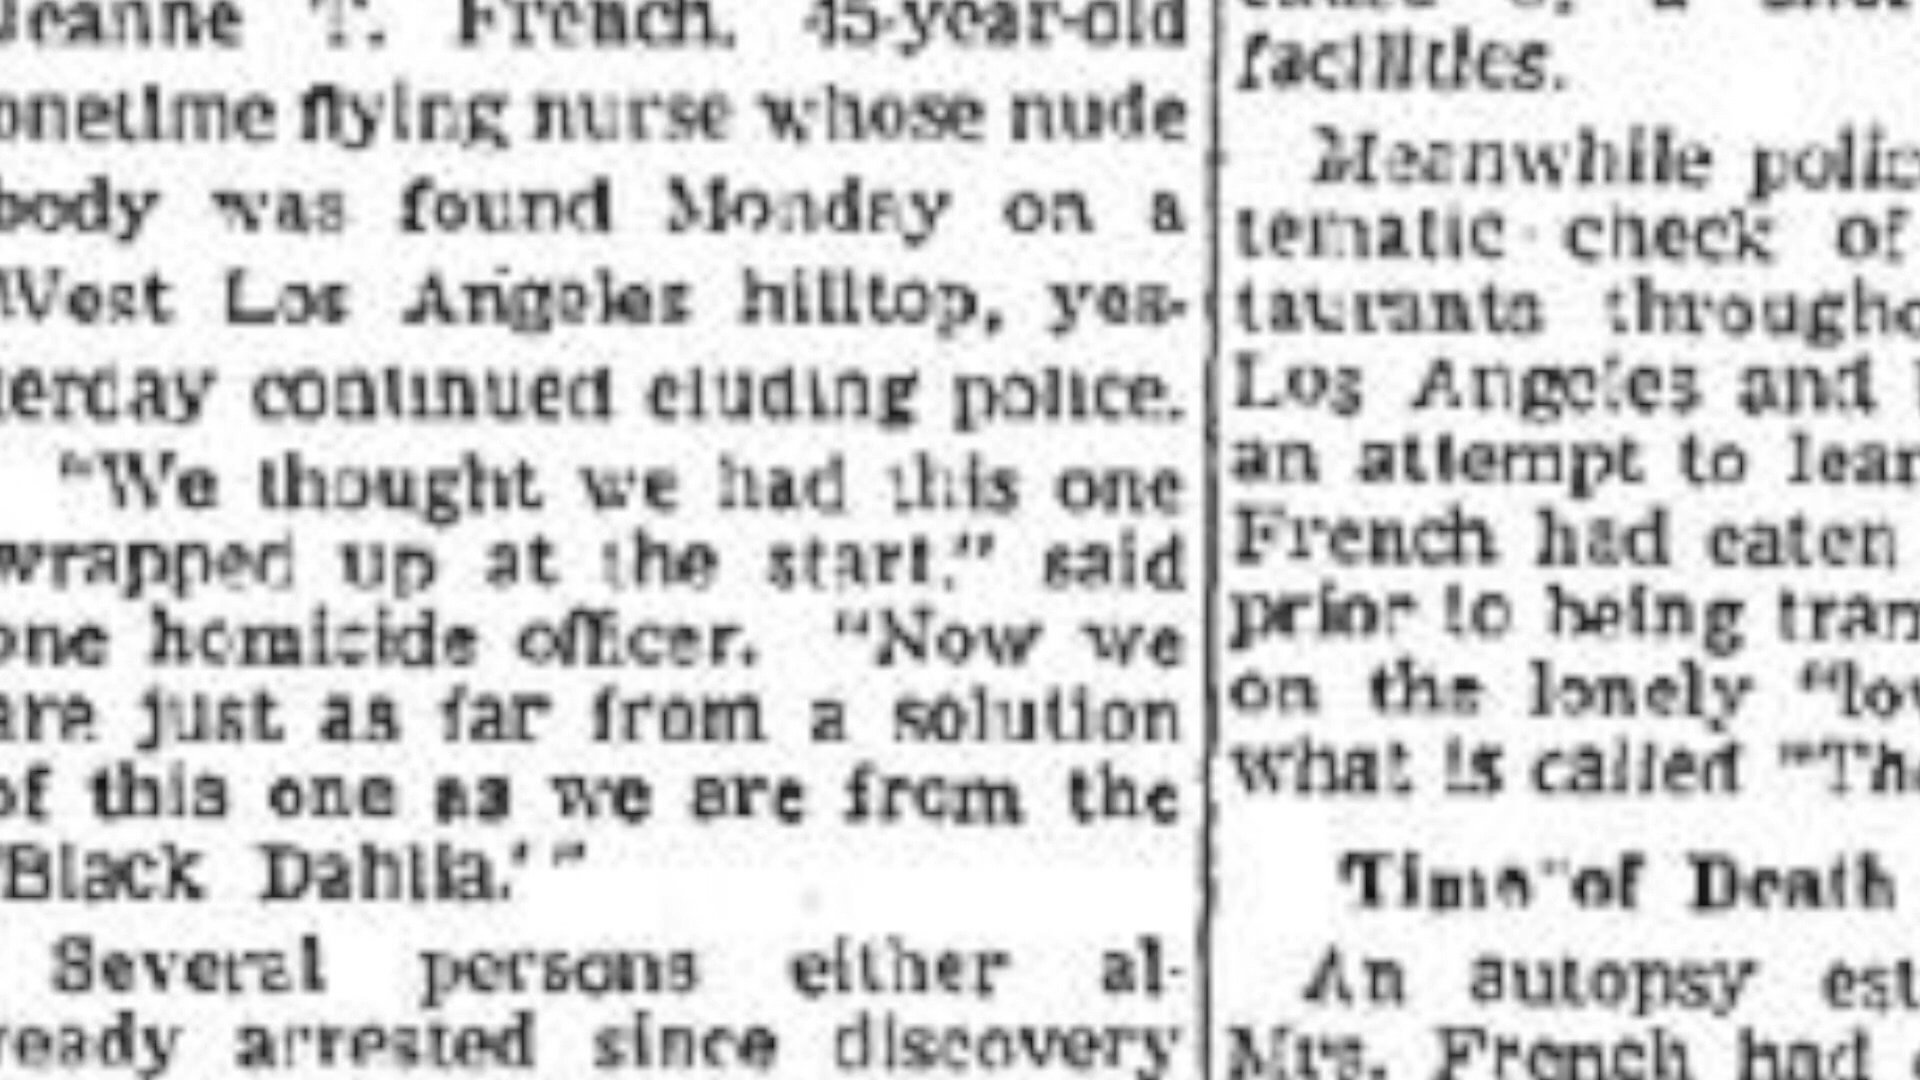 Jeanne T. French, 45-year-old
onetime flying nurse whose nude
body was found Monday on a
West Los Angeles hilltop, yes-
terday continued eluding police.
"We thought we had this one
wrapped up at the start," said
one homicide officer. "Now we
are just as far from a solution
of this one as we are from the
'Black Dahlia.' "
Several persons either al-
ready arrested since discovery
facilities.
Meanwhile polic
tematic check of
taurants througho
Los Angeles and
an attempt to lear
French had eaten
prior to being tran
on the lonely "lov
what is called "The
Time of Death
An autopsy est
Mrs. French had